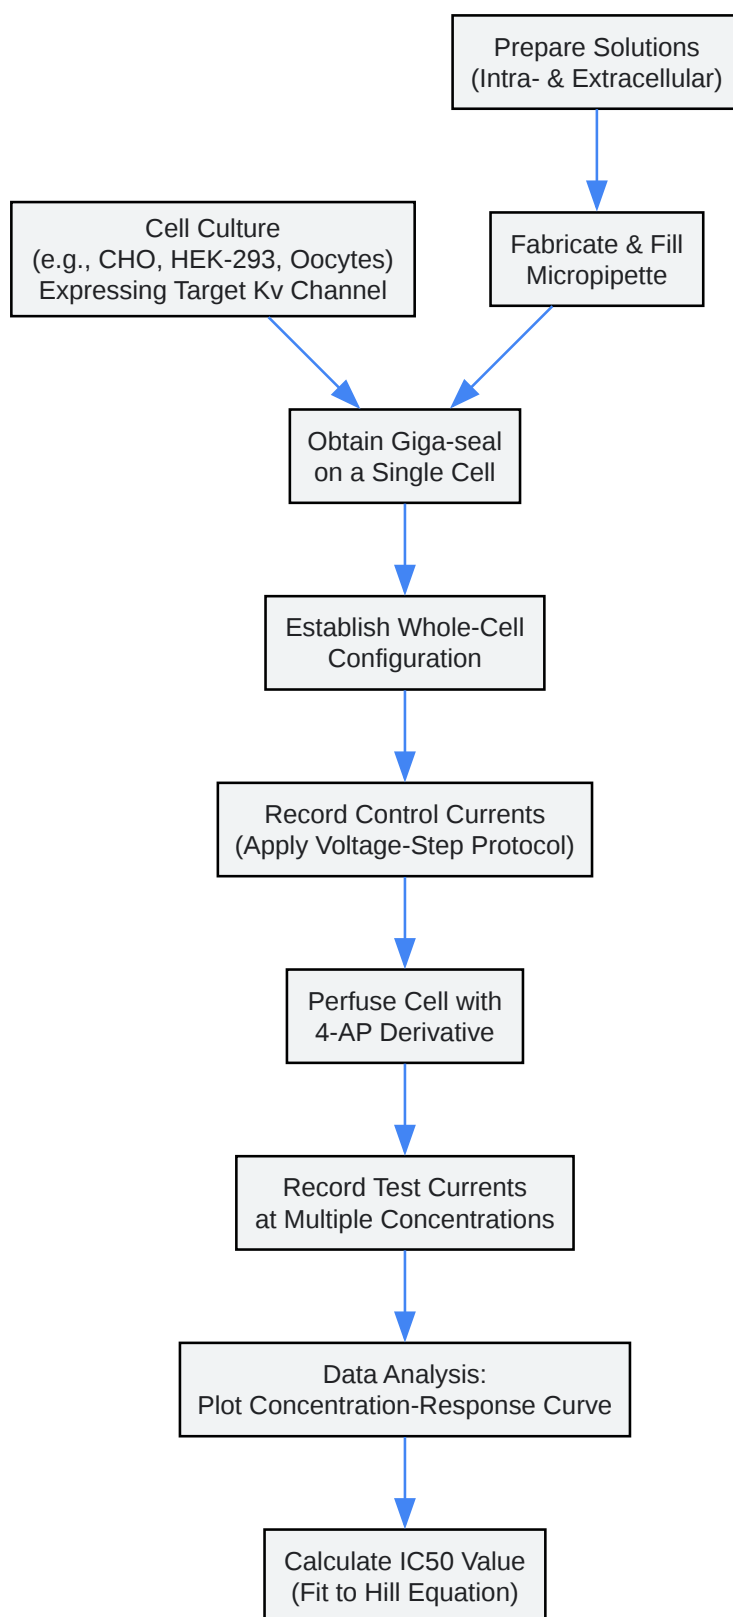 Prepare Solutions
(Intra- & Extracellular)
Cell Culture
(e.g., CHO, HEK-293, Oocytes)
Expressing Target Kv Channel
Fabricate & Fill
Micropipette
Obtain Giga-seal
on a Single Cell
Establish Whole-Cell
Configuration
Record Control Currents
(Apply Voltage-Step Protocol)
Perfuse Cell with
4-AP Derivative
Record Test Currents
at Multiple Concentrations
Data Analysis:
Plot Concentration-Response Curve
Calculate IC50 Value
(Fit to Hill Equation)